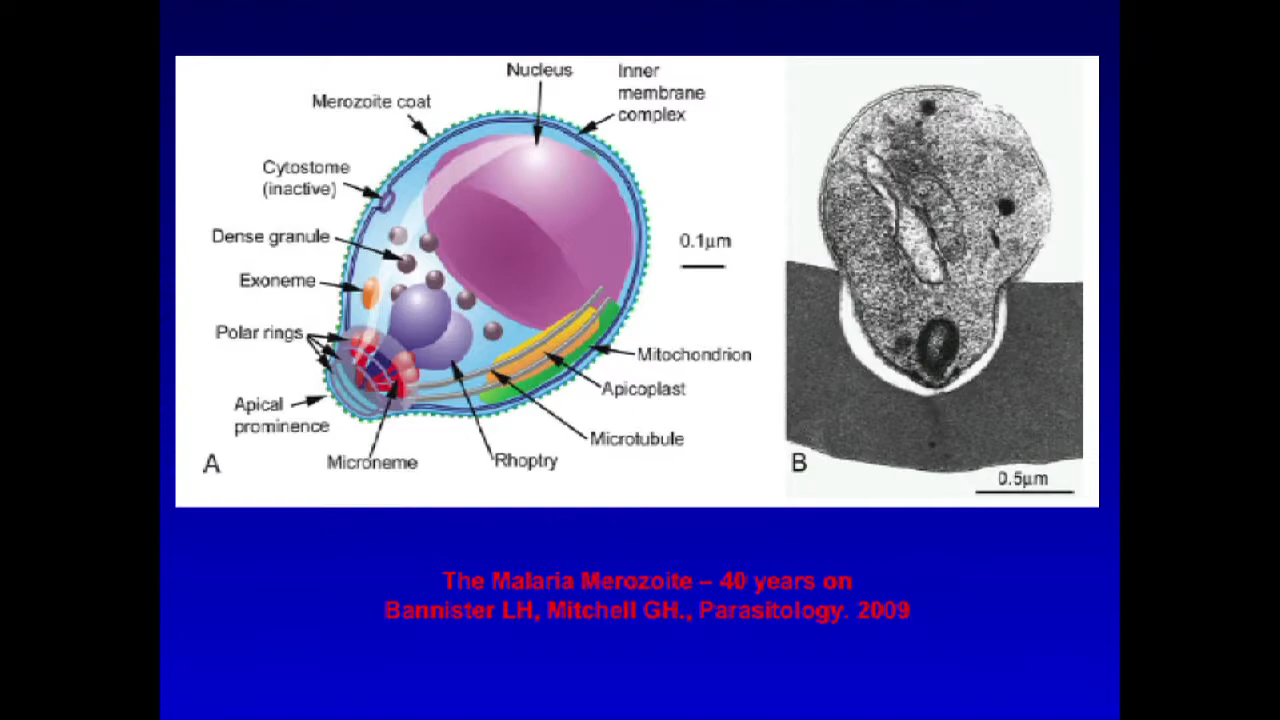 Nucleus
Inner
membrane
complex
Merozoite coat
Cytostome
(inactive)
Dense granule
Exoneme
Polar rings
Apical
prominence
Microneme
Rhoptry
Microtubule
Apicoplast
Mitochondrion
0.1µm
A
B
0.5µm
The Malaria Merozoite – 40 years on
Bannister LH, Mitchell GH., Parasitology. 2009